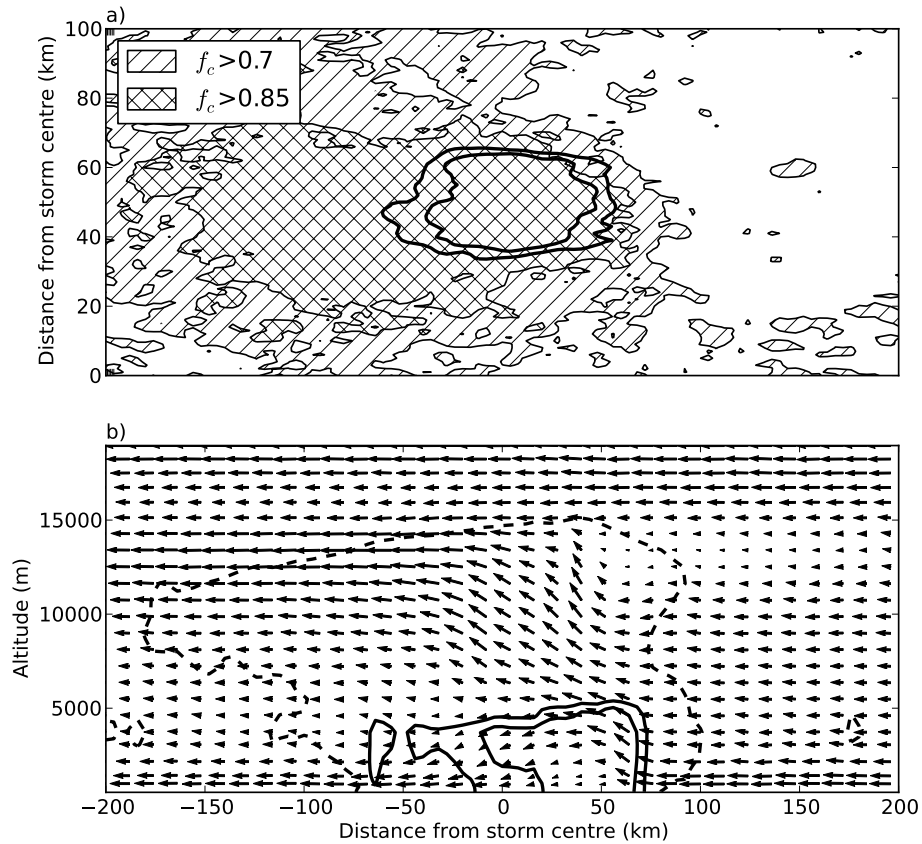 a)
100
80
60
40
20
0
Distance from storm centre (km)
f_c>0.7
f_c>0.85
b)
15000
10000
5000
Altitude (m)
−200 −150 −100 −50 0 50 100 150 200
Distance from storm centre (km)